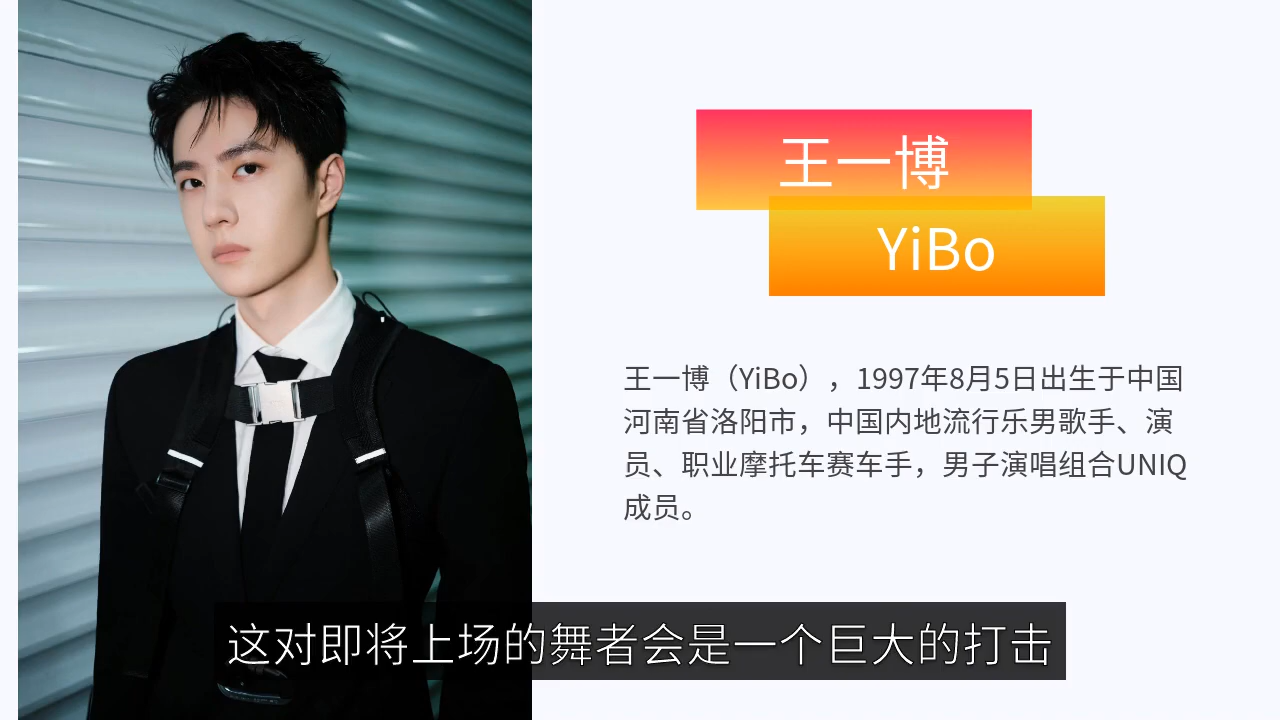 王一博
YiBo
王一博（YiBo），1997年8月5日出生于中国
河南省洛阳市，中国内地流行乐男歌手、演
员、职业摩托车赛车手，男子演唱组合UNIQ
成员。
这对即将上场的舞者会是一个巨大的打击